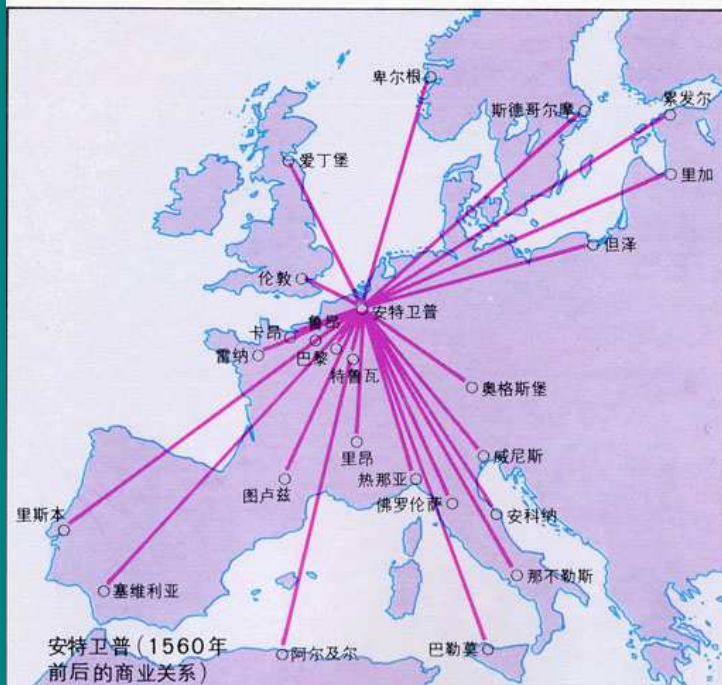 卑尔根
斯德哥尔摩
累发尔
爱丁堡
里加
但泽
伦敦
安特卫普
卡昂
鲁昂
雷纳
巴黎
特鲁瓦
奥格斯堡
里昂
威尼斯
图卢兹
热那亚
佛罗伦萨
里斯本
安科纳
塞维利亚
那不勒斯
安特卫普(1560年
前后的商业关系)
阿尔及尔
巴勒莫